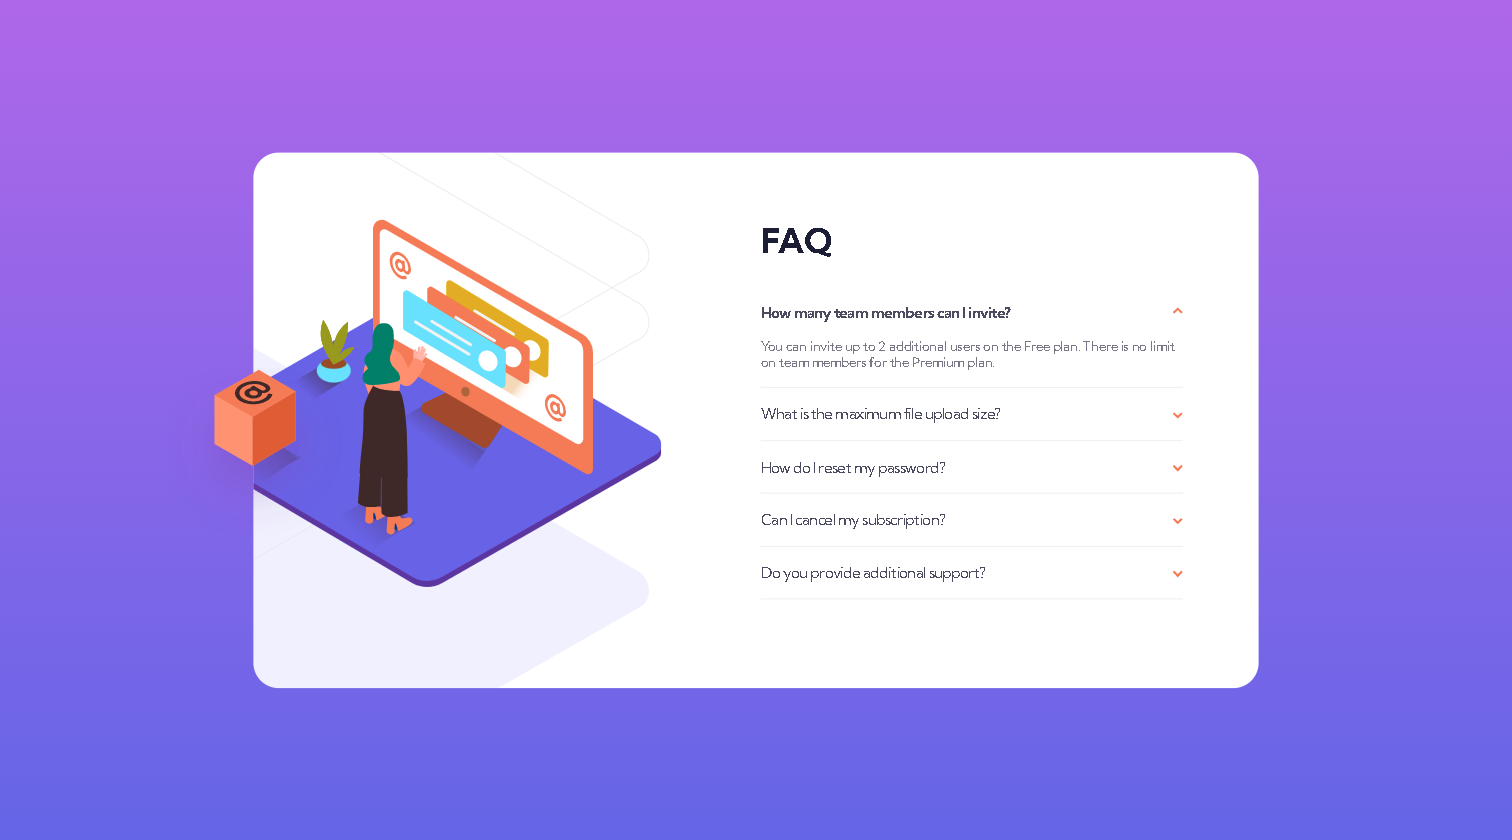 FAQ
How many team members can I invite?
You can invite up to 2 additional users on the Free plan. There is no limit
on team members for the Premium plan.
What is the maximum file upload size?
How do I reset my password?
Can I cancel my subscription?
Do you provide additional support?
@
@
@